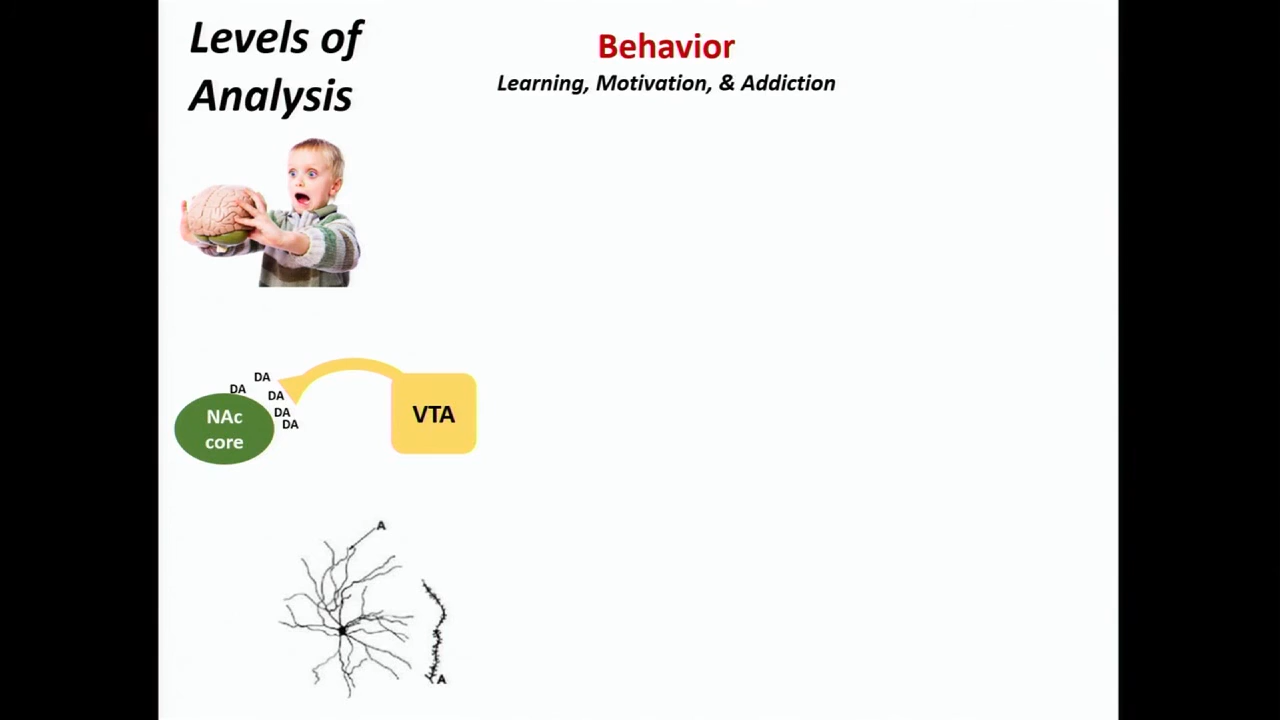 Levels of
Analysis
Behavior
Learning, Motivation, & Addiction
DA
DA
DA
DA
DA
NAc
core
VTA
A
A